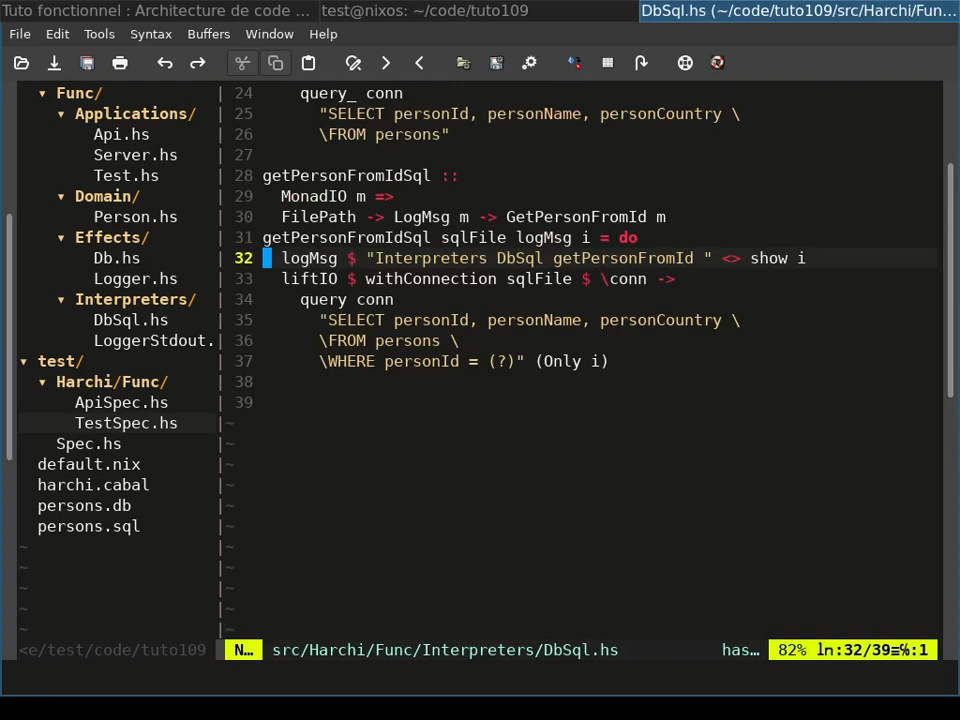 Tuto fonctionnel : Architecture de code ... test@nixos: ~/code/tuto109 DbSql.hs (~/code/tuto109/src/Harchi/Fun...
File Edit Tools Syntax Buffers Window Help
▾ Func/
▾ Applications/
Api.hs
Server.hs
Test.hs
▾ Domain/
Person.hs
▾ Effects/
Db.hs
Logger.hs
▾ Interpreters/
DbSql.hs
LoggerStdout.
▾ test/
▾ Harchi/Func/
ApiSpec.hs
TestSpec.hs
Spec.hs
default.nix
harchi.cabal
persons.db
persons.sql
~
~
~
~
~
<e/test/code/tuto109
24 query_ conn
25 "SELECT personId, personName, personCountry \
26 \FROM persons"
27
28 getPersonFromIdSql ::
29 MonadIO m =>
30 FilePath -> LogMsg m -> GetPersonFromId m
31 getPersonFromIdSql sqlFile logMsg i = do
32 logMsg $ "Interpreters DbSql getPersonFromId " <> show i
33 liftIO $ withConnection sqlFile $ \conn ->
34 query conn
35 "SELECT personId, personName, personCountry \
36 \FROM persons \
37 \WHERE personId = (?)" (Only i)
38
39
~
~
~
~
~
~
~
~
~
~
~
N... src/Harchi/Func/Interpreters/DbSql.hs has... 82% ln:32/39≡℅:1